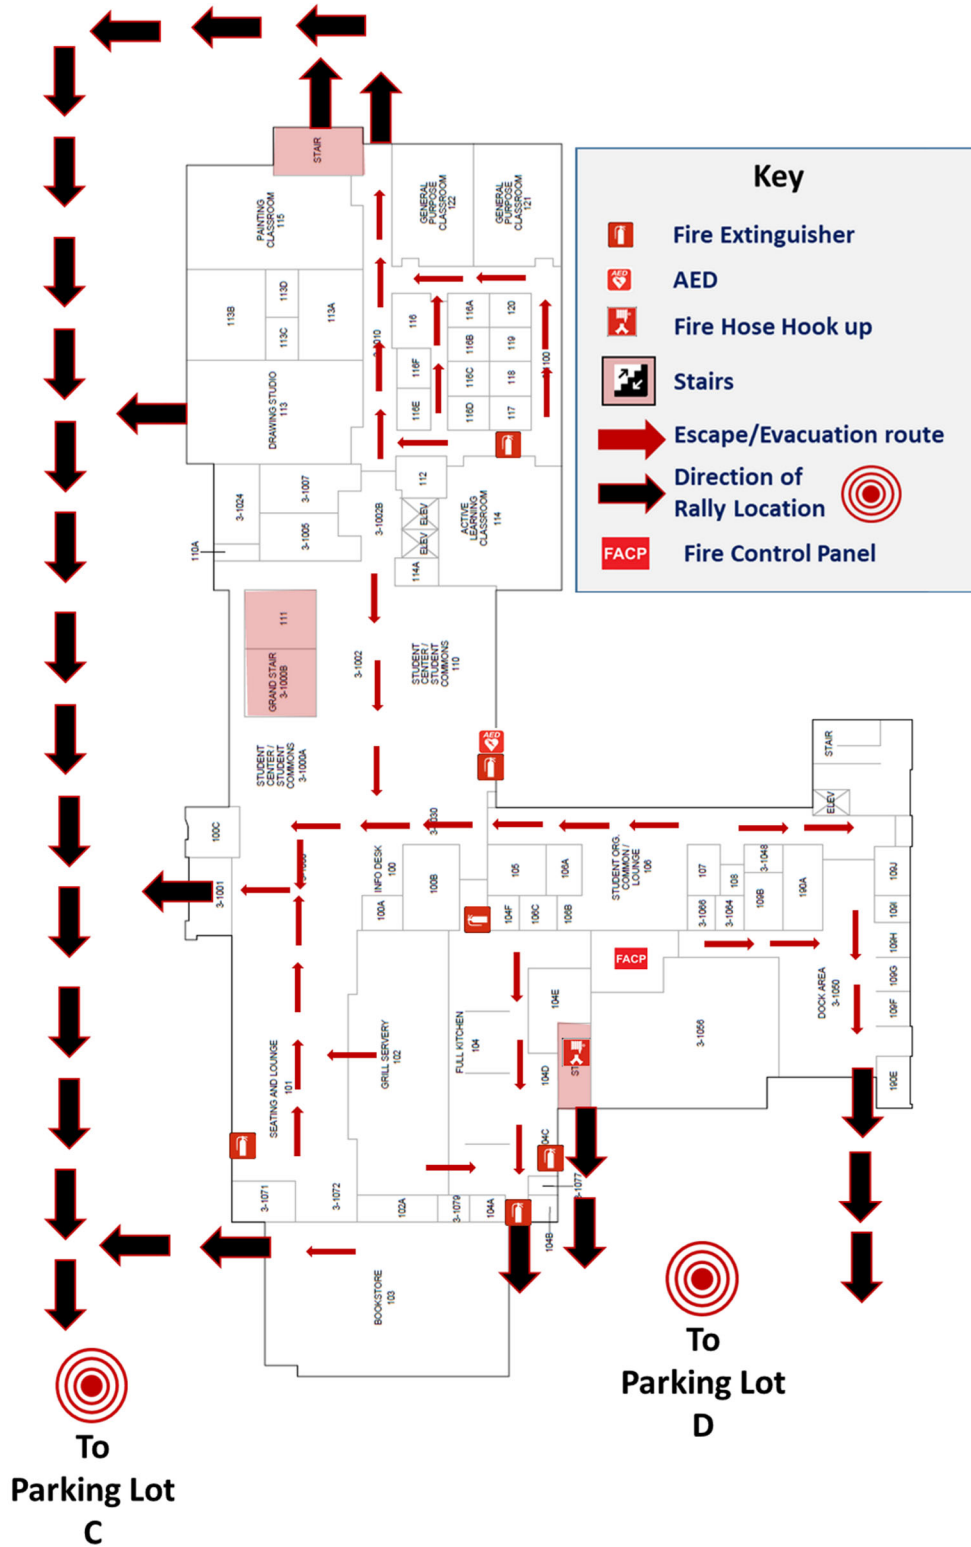 Key
Fire Extinguisher
AED
AED
Fire Hose Hook up
Stairs
Escape/Evacuation route
Direction of
Rally Location
FACP
Fire Control Panel
STAIR
PAINTING
CLASSROOM
115
GENERAL
PURPOSE
CLASSROOM
122
GENERAL
PURPOSE
CLASSROOM
121
113B
113D
113C
113A
116
116A
120
116B
119
116F
116C
118
116E
116D
117
DRAWING STUDIO
113
112
3-1024
3-1007
3-1005
3-1002B
ELEV
ELEV
ACTIVE
LEARNING
CLASSROOM
114
110A
114A
111
GRAND STAIR
3-1000B
3-1002
STUDENT
CENTER /
STUDENT
COMMONS
110
STUDENT
CENTER /
STUDENT
COMMONS
3-1000A
AED
STAIR
ELEV
100C
INFO DESK
100
100B
105
106A
STUDENT ORG.
COMMON /
LOUNGE
106
107
108
3-1048
109B
190A
109J
3-1001
100A
104F
106C
106B
3-1066
3-1064
109I
109H
FACP
104E
DOCK AREA
3-1050
109G
109F
SEATING AND LOUNGE
101
GRILL SERVERY
102
FULL KITCHEN
104
104D
3-1056
190E
3-1071
3-1072
102A
3-1079
104A
3-1077
104B
BOOKSTORE
103
To
Parking Lot
D
To
Parking Lot
C